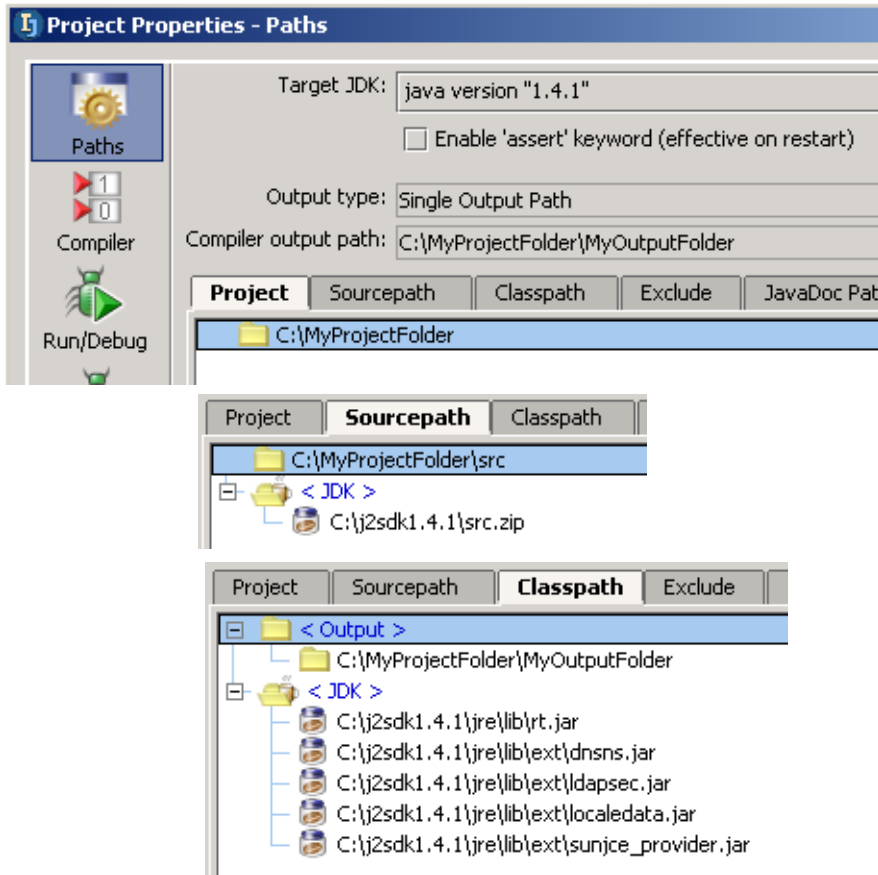 Project Properties - Paths
Target JDK: java version "1.4.1"
Enable 'assert' keyword (effective on restart)
Paths
Output type: Single Output Path
1
0
Compiler
Compiler output path: C:\MyProjectFolder\MyOutputFolder
Project Sourcepath Classpath Exclude JavaDoc Pat
Run/Debug
C:\MyProjectFolder
Project Sourcepath Classpath
C:\MyProjectFolder\src
< JDK >
C:\j2sdk1.4.1\src.zip
Project Sourcepath Classpath Exclude
< Output >
C:\MyProjectFolder\MyOutputFolder
< JDK >
C:\j2sdk1.4.1\jre\lib\rt.jar
C:\j2sdk1.4.1\jre\lib\ext\dnsns.jar
C:\j2sdk1.4.1\jre\lib\ext\ldapsec.jar
C:\j2sdk1.4.1\jre\lib\ext\localedata.jar
C:\j2sdk1.4.1\jre\lib\ext\sunjce_provider.jar